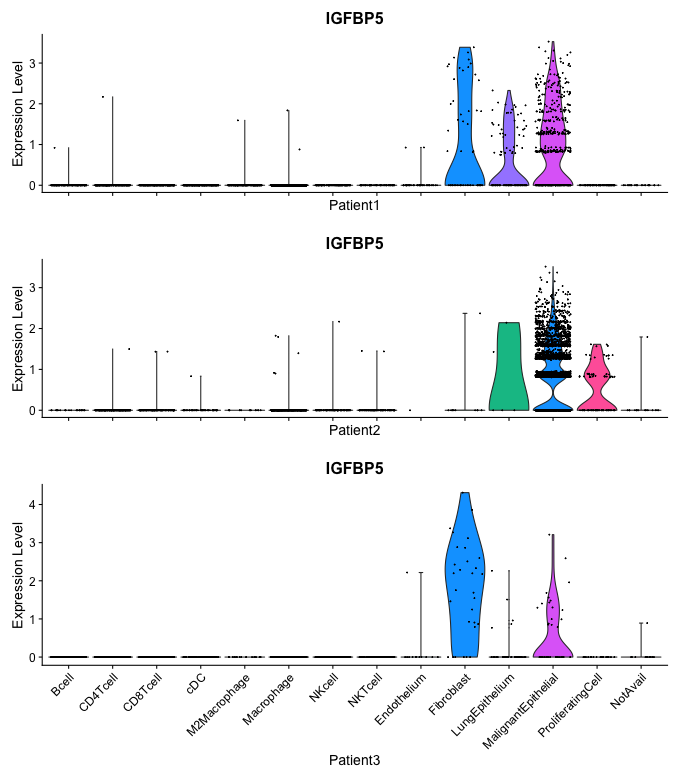 IGFBP5
3
2
1
0
Expression Level
Patient1
IGFBP5
3
2
1
0
Expression Level
Patient2
IGFBP5
4
3
2
1
0
Expression Level
Bcell
CD4Tcell
CD8Tcell
cDC
M2Macrophage
Macrophage
NKcell
NKTcell
Endothelium
Fibroblast
LungEpithelium
MalignantEpithelial
ProliferatingCell
NotAvail
Patient3